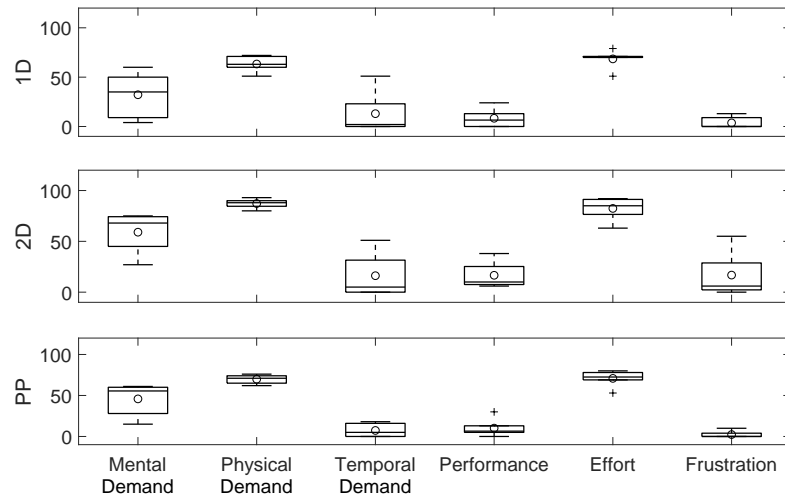 100
50
0
1D
100
50
0
2D
100
50
0
PP
Mental Physical Temporal Performance Effort Frustration
Demand Demand Demand